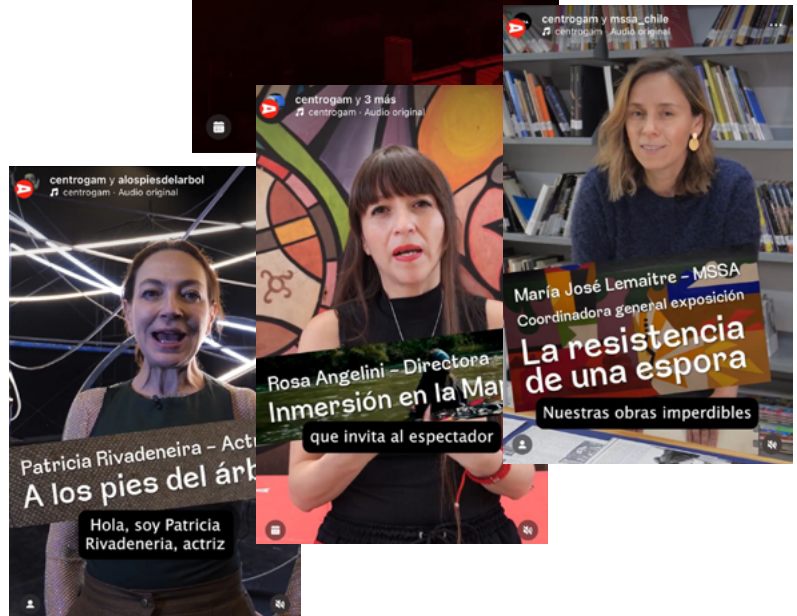 centrogam y alospiesdelarbol
centrogam · Audio original
Patricia Rivadeneira – Act
A los pies del árb
Hola, soy Patricia
Rivadeneria, actriz
centrogam y 3 más
centrogam · Audio original
Rosa Angelini – Directora
Inmersión en la Ma
que invita al espectador
centrogam y mssa_chile
centrogam · Audio original
María José Lemaitre – MSSA
Coordinadora general exposición
La resistencia
de una espora
Nuestras obras imperdibles